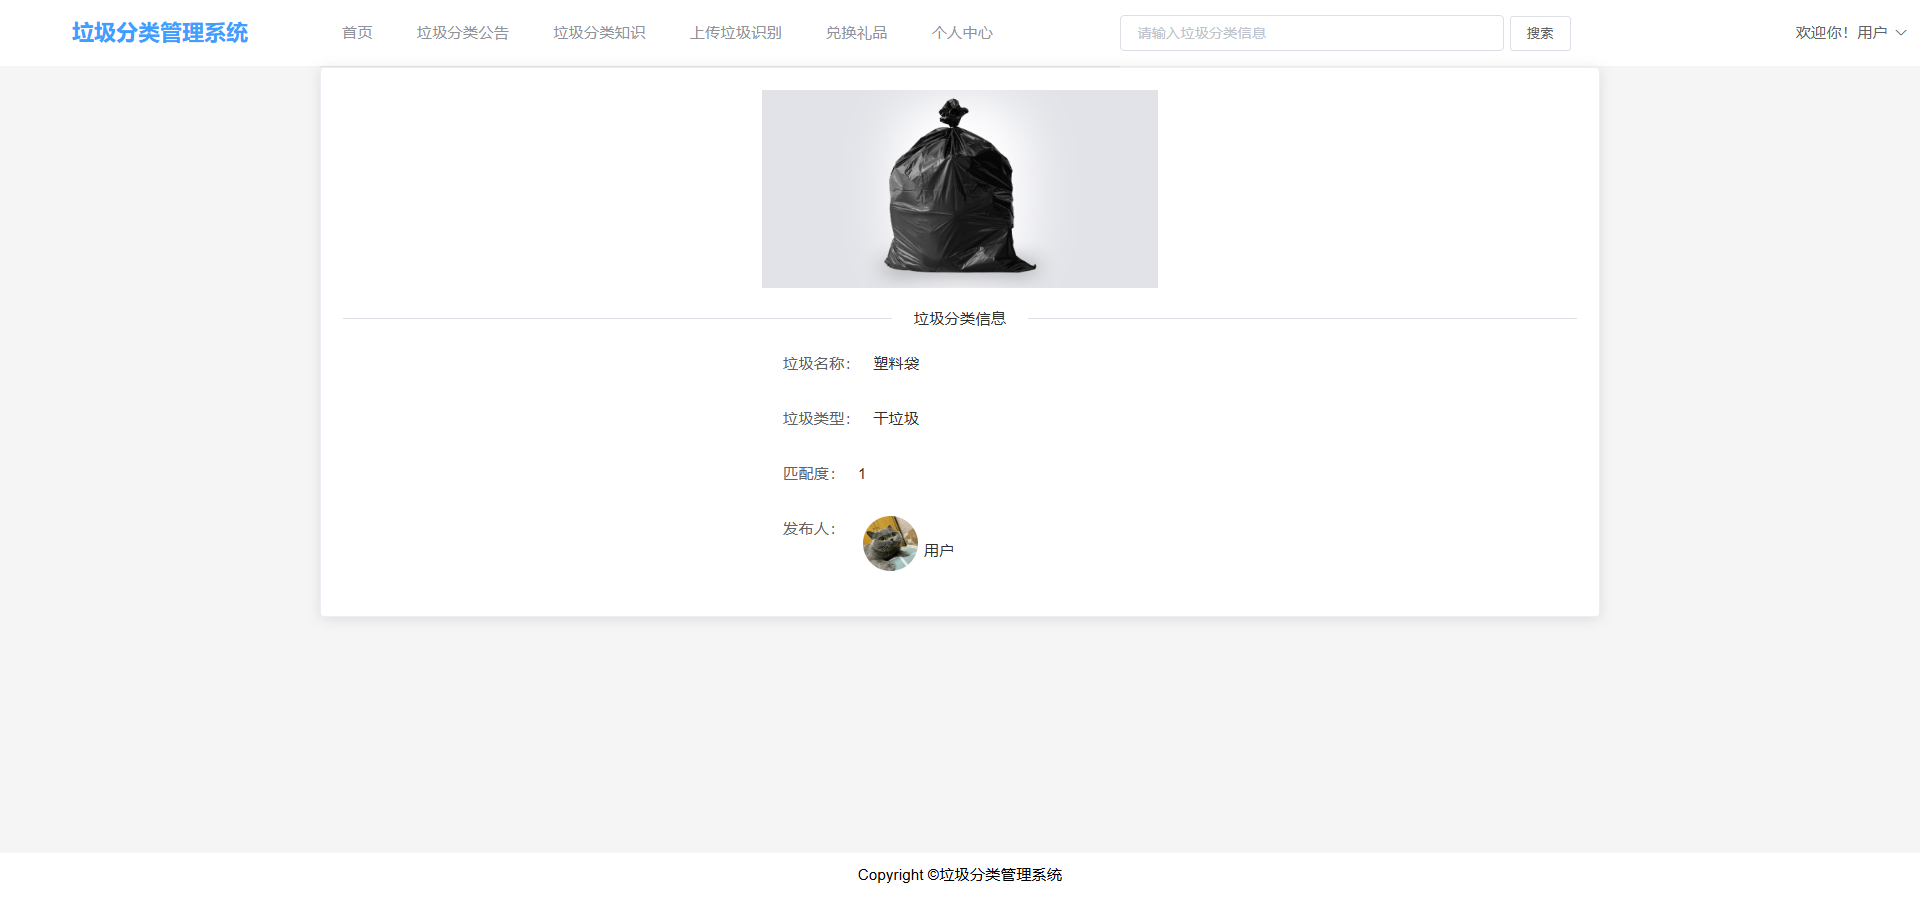 垃圾分类管理系统
首页 垃圾分类公告 垃圾分类知识 上传垃圾识别 兑换礼品 个人中心
请输入垃圾分类信息 搜索
欢迎你！用户
垃圾分类信息
垃圾名称： 塑料袋
垃圾类型： 干垃圾
匹配度： 1
发布人： 用户
Copyright ©垃圾分类管理系统